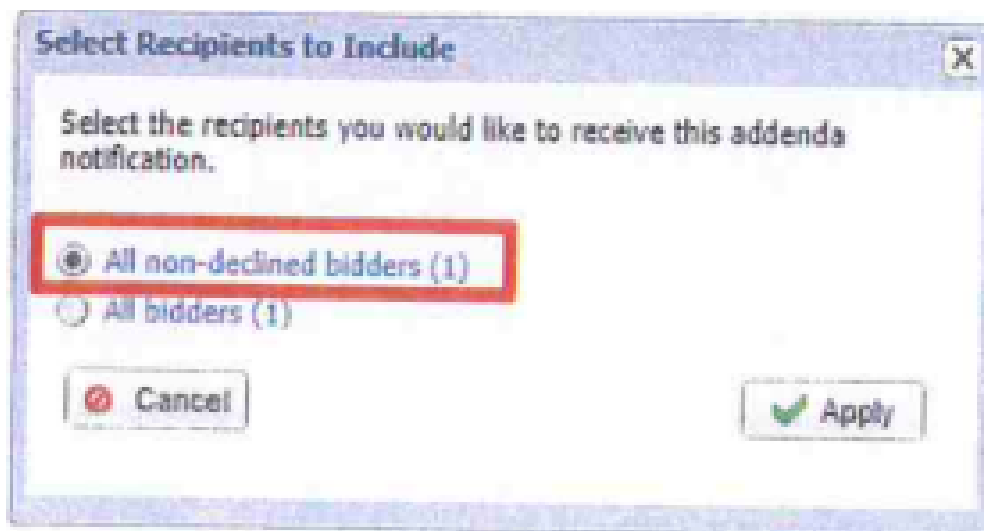 Select Recipients to Include
Select the recipients you would like to receive this addenda
notification.
All non-declined bidders (1)
All bidders (1)
Cancel
Apply